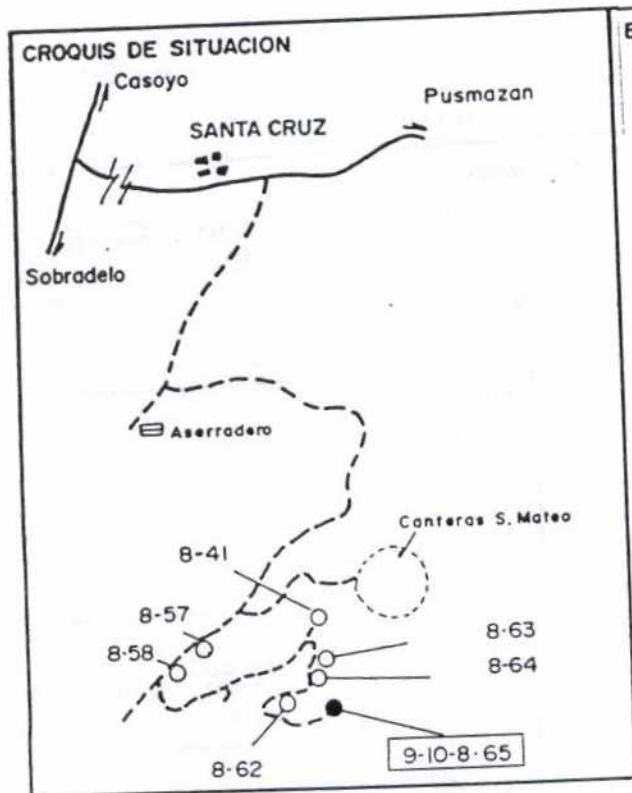 CROQUIS DE SITUACION
E
Casoyo
Pusmazan
SANTA CRUZ
Sobradelo
Aserradero
Canteras S. Mateo
8-41
8-57
8-63
8-58
8-64
9-10-8-65
8-62